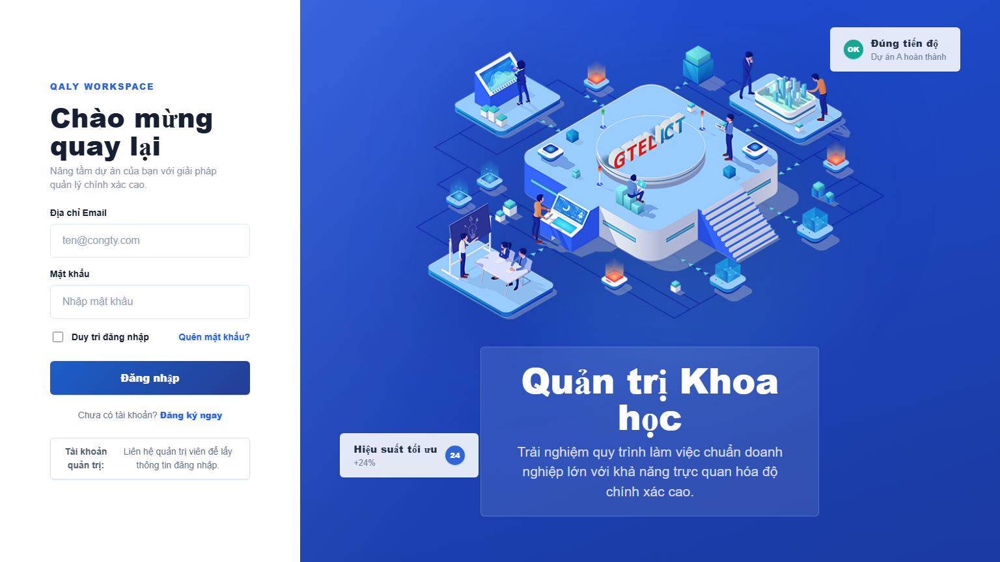 QALY WORKSPACE
Chào mừng
quay lại
Nâng tầm dự án của bạn với giải pháp
quản lý chính xác cao.
Địa chỉ Email
ten@congty.com
Mật khẩu
Nhập mật khẩu
Duy trì đăng nhập
Quên mật khẩu?
Đăng nhập
Chưa có tài khoản? Đăng ký ngay
Tài khoản
quản trị:
Liên hệ quản trị viên để lấy
thông tin đăng nhập.
OK
Đúng tiến độ
Dự án A hoàn thành
GTEL ICT
Quản trị Khoa
học
Trải nghiệm quy trình làm việc chuẩn doanh
nghiệp lớn với khả năng trực quan hóa độ
chính xác cao.
Hiệu suất tối ưu
+24%
24